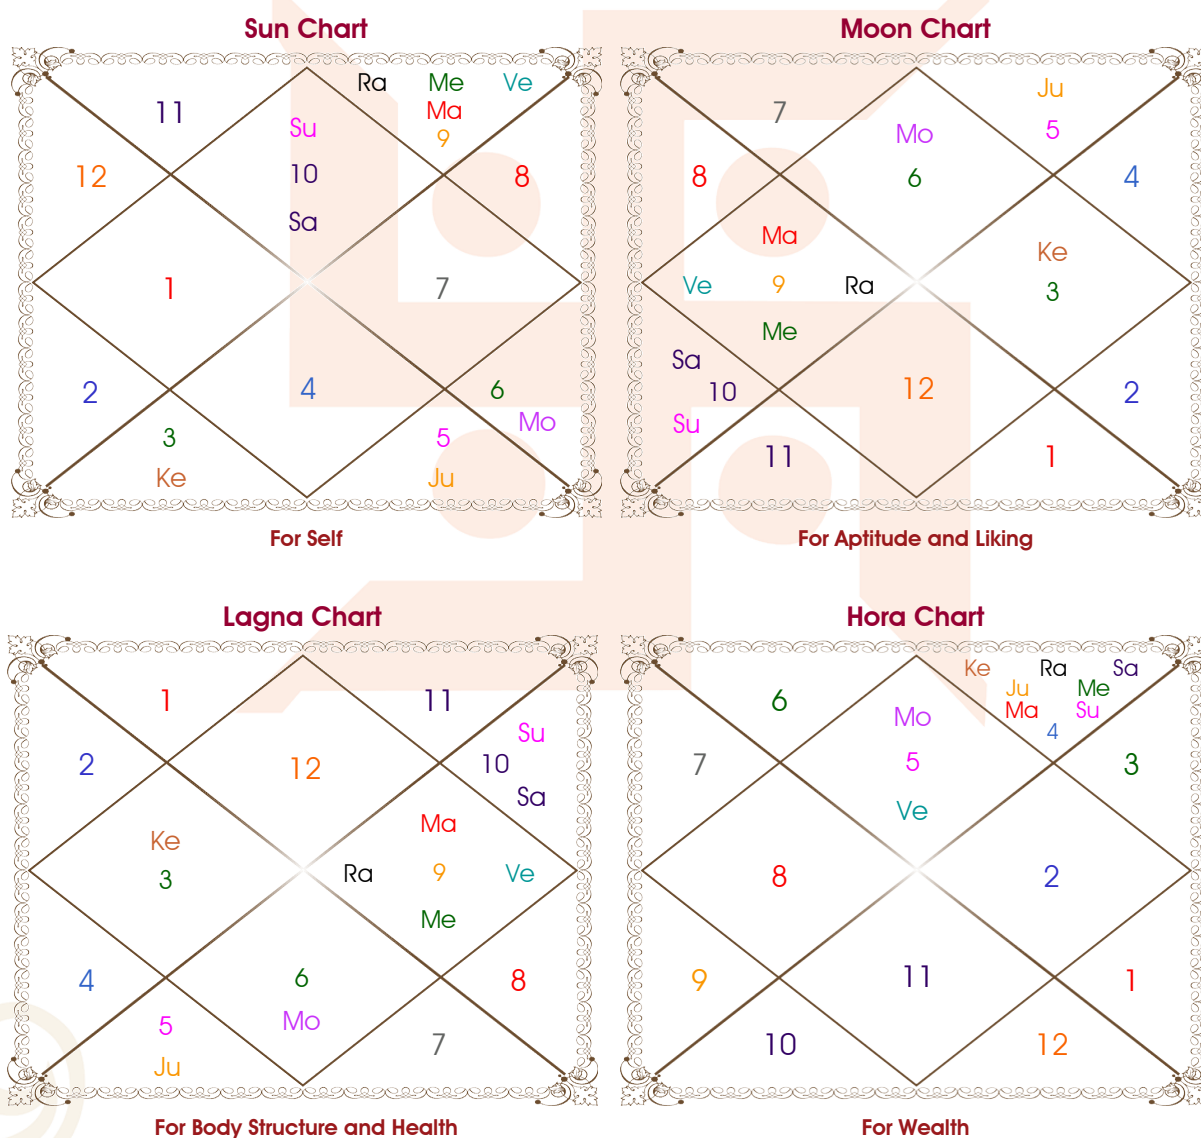 Sun Chart
Ra Me Ve
Ma
9
11
Su
12
10
8
Sa
1
7
2
4
6
3
Mo
5
Ke
Ju
For Self
Moon Chart
Ju
7
5
Mo
8
6
4
Ma
Ke
Ve 9 Ra
3
Me
Sa
10
12
2
Su
11
1
For Aptitude and Liking
Lagna Chart
1
11
Su
2
12
10
Sa
Ma
Ke
Ra 9 Ve
3
Me
4
6
8
5
Mo
7
Ju
For Body Structure and Health
Hora Chart
Ke Ra Sa
Ju Me
Ma Su
4
6
Mo
7
5
3
Ve
8
2
9
11
1
10
12
For Wealth